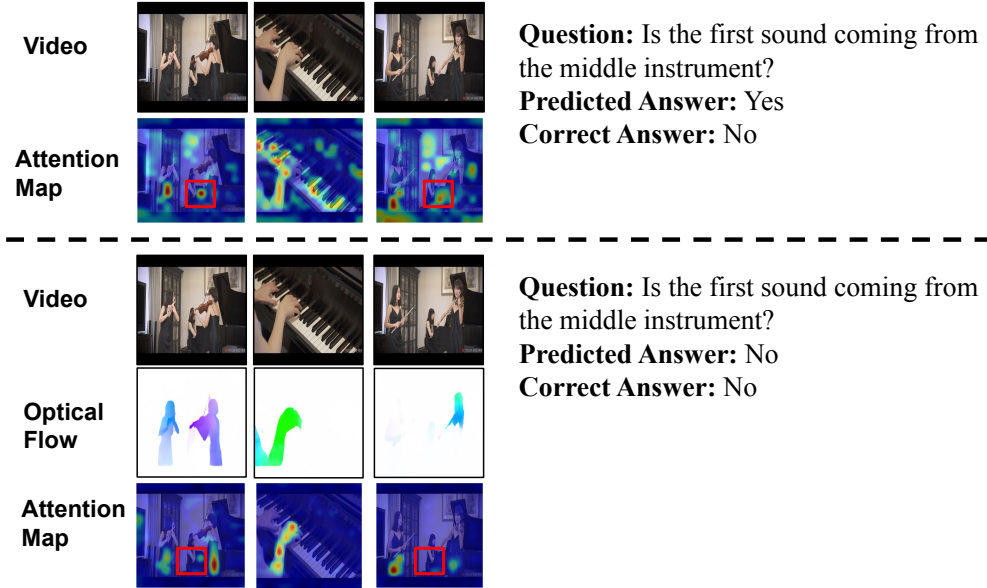 Video
Question: Is the first sound coming from
the middle instrument?
Predicted Answer: Yes
Correct Answer: No
Attention
Map
Video
Question: Is the first sound coming from
the middle instrument?
Predicted Answer: No
Correct Answer: No
Optical
Flow
Attention
Map